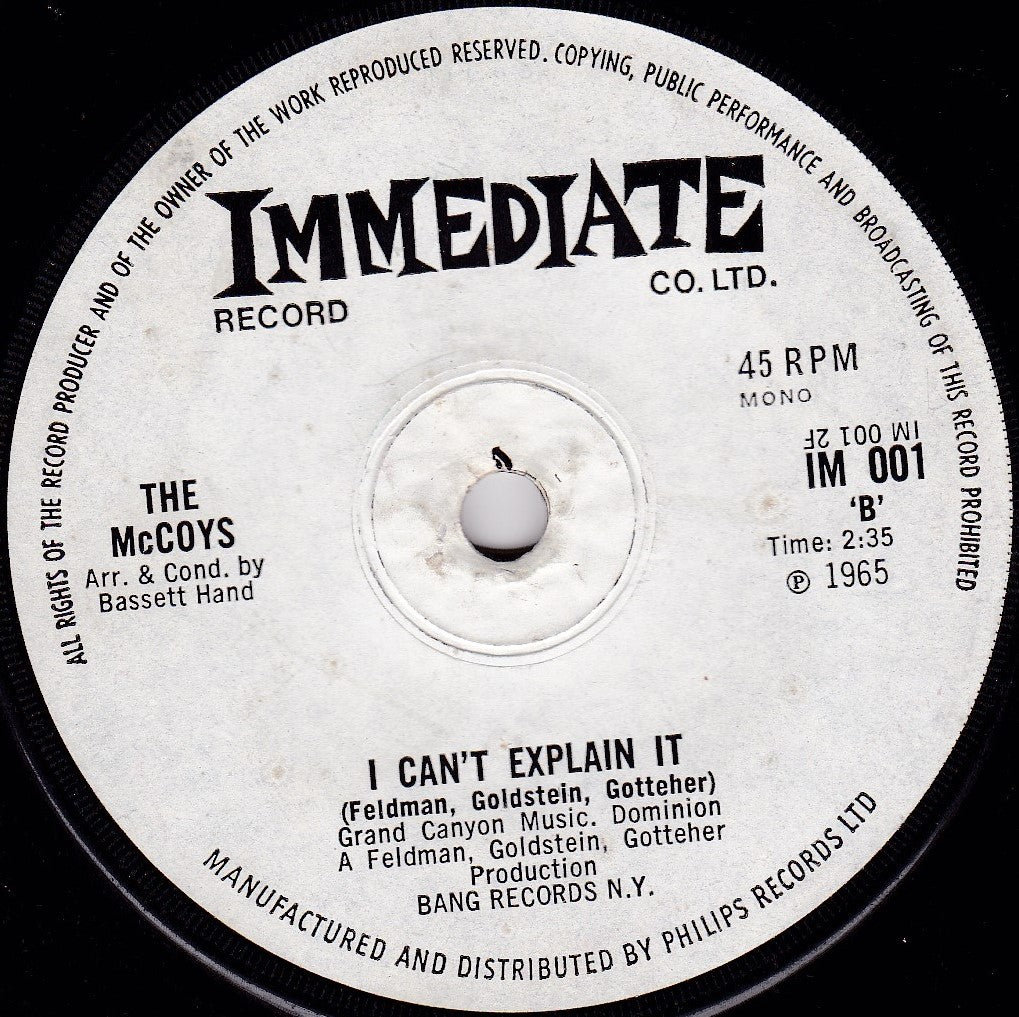 ALL RIGHTS OF THE RECORD PRODUCER AND OF THE OWNER OF THE WORK REPRODUCED RESERVED. COPYING, PUBLIC PERFORMANCE AND BROADCASTING OF THIS RECORD PROHIBITED
IMMEDIATE
RECORD CO. LTD.
45 RPM
MONO
IM 001 2F
IM 001
'B'
Time: 2:35
℗ 1965
THE
McCOYS
Arr. & Cond. by
Bassett Hand
I CAN'T EXPLAIN IT
(Feldman, Goldstein, Gotteher)
Grand Canyon Music. Dominion
A Feldman, Goldstein, Gotteher
Production
BANG RECORDS N.Y.
MANUFACTURED AND DISTRIBUTED BY PHILIPS RECORDS LTD